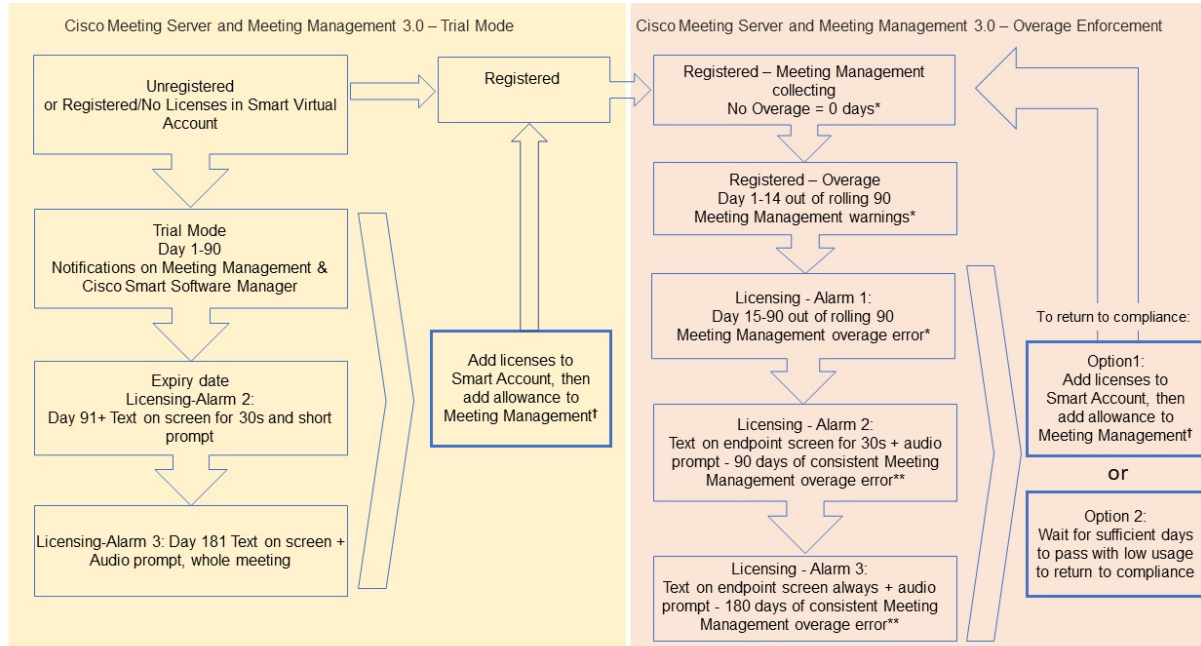 Cisco Meeting Server and Meeting Management 3.0 – Trial Mode
Unregistered
or Registered/No Licenses in Smart Virtual
Account
Registered
Trial Mode
Day 1-90
Notifications on Meeting Management &
Cisco Smart Software Manager
Expiry date
Licensing-Alarm 2:
Day 91+ Text on screen for 30s and short
prompt
Licensing-Alarm 3: Day 181 Text on screen +
Audio prompt, whole meeting
Add licenses to
Smart Account, then
add allowance to
Meeting Management†
Cisco Meeting Server and Meeting Management 3.0 – Overage Enforcement
Registered – Meeting Management
collecting
No Overage = 0 days*
Registered – Overage
Day 1-14 out of rolling 90
Meeting Management warnings*
Licensing - Alarm 1:
Day 15-90 out of rolling 90
Meeting Management overage error*
Licensing - Alarm 2:
Text on endpoint screen for 30s + audio
prompt - 90 days of consistent Meeting
Management overage error**
Licensing - Alarm 3:
Text on endpoint screen always + audio
prompt - 180 days of consistent Meeting
Management overage error**
To return to compliance:
Option1:
Add licenses to
Smart Account, then
add allowance to
Meeting Management†
or
Option 2:
Wait for sufficient days
to pass with low usage
to return to compliance